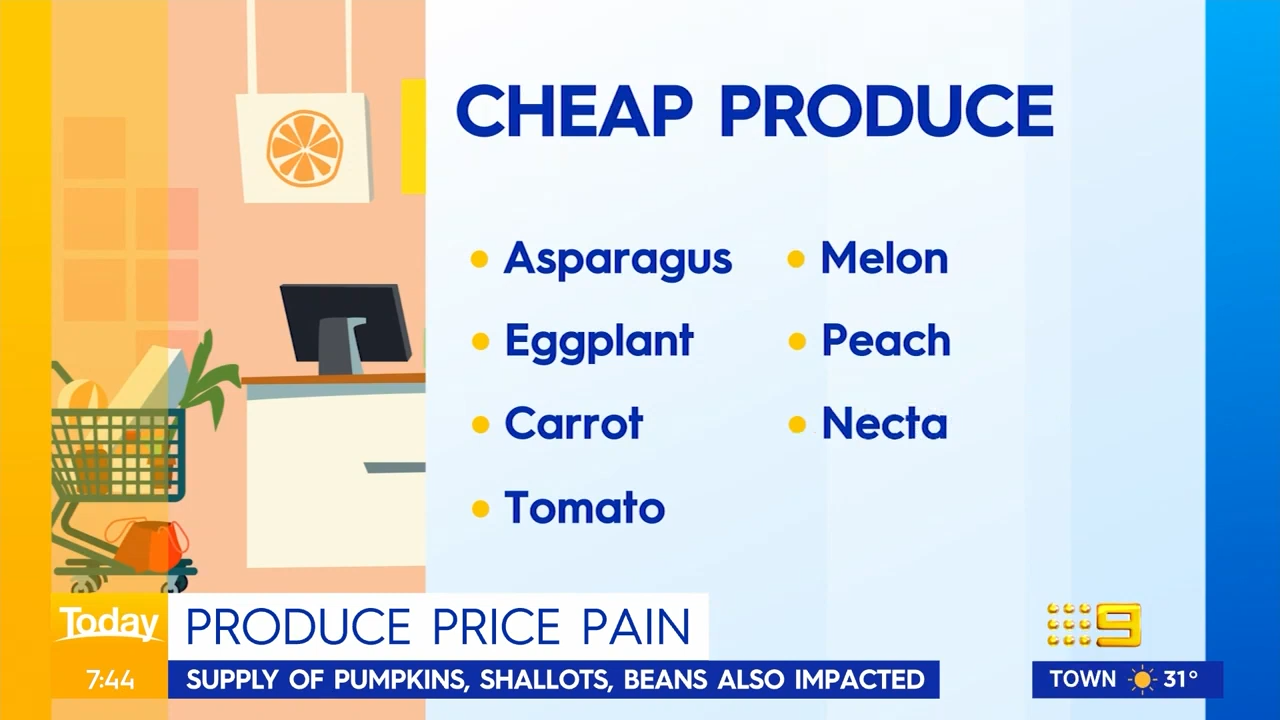 CHEAP PRODUCE
Asparagus
Eggplant
Carrot
Tomato
Melon
Peach
Necta
Today
PRODUCE PRICE PAIN
7:44
SUPPLY OF PUMPKINS, SHALLOTS, BEANS ALSO IMPACTED
9
TOWN 31°